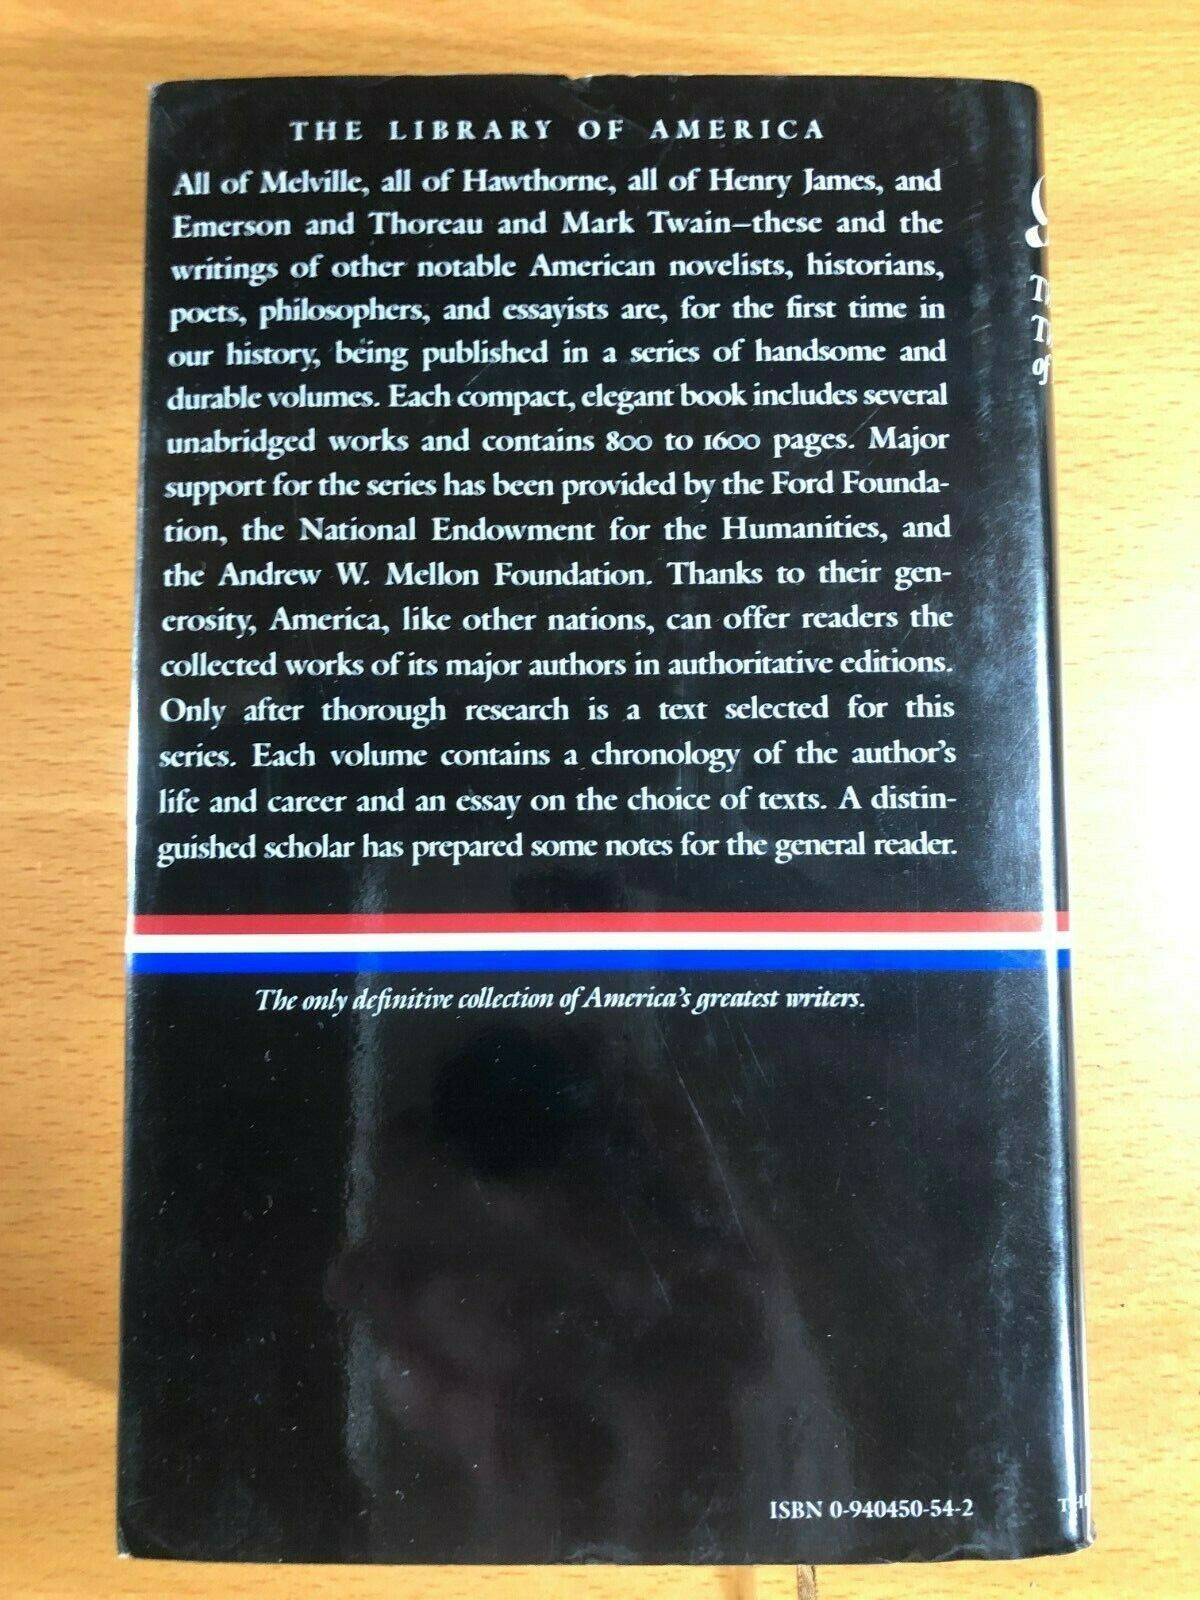 THE LIBRARY OF AMERICA
All of Melville, all of Hawthorne, all of Henry James, and
Emerson and Thoreau and Mark Twain—these and the
writings of other notable American novelists, historians,
poets, philosophers, and essayists are, for the first time in
our history, being published in a series of handsome and
durable volumes. Each compact, elegant book includes several
unabridged works and contains 800 to 1600 pages. Major
support for the series has been provided by the Ford Founda-
tion, the National Endowment for the Humanities, and
the Andrew W. Mellon Foundation. Thanks to their gen-
erosity, America, like other nations, can offer readers the
collected works of its major authors in authoritative editions.
Only after thorough research is a text selected for this
series. Each volume contains a chronology of the author's
life and career and an essay on the choice of texts. A distin-
guished scholar has prepared some notes for the general reader.
The only definitive collection of America's greatest writers.
ISBN 0-940450-54-2
of